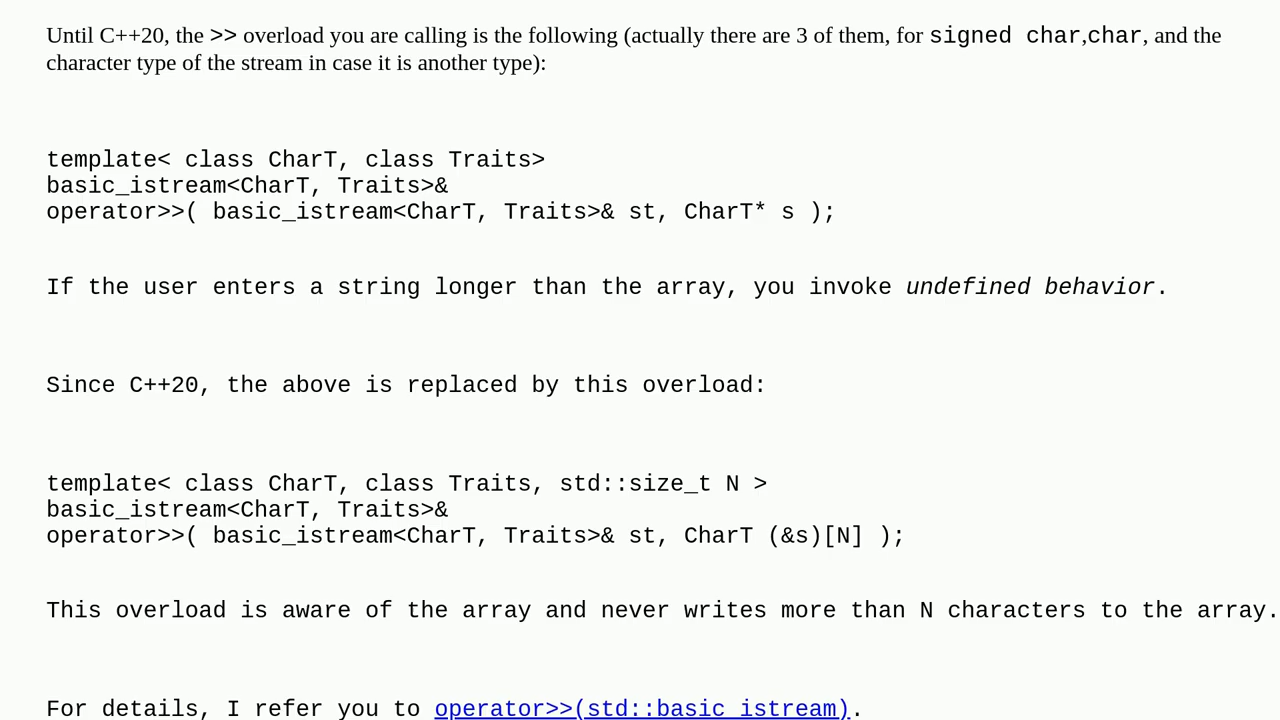 Until C++20, the >> overload you are calling is the following (actually there are 3 of them, for signed char,char, and the
character type of the stream in case it is another type):
template< class CharT, class Traits>
basic_istream<CharT, Traits>&
operator>>( basic_istream<CharT, Traits>& st, CharT* s );
If the user enters a string longer than the array, you invoke undefined behavior.
Since C++20, the above is replaced by this overload:
template< class CharT, class Traits, std::size_t N >
basic_istream<CharT, Traits>&
operator>>( basic_istream<CharT, Traits>& st, CharT (&s)[N] );
This overload is aware of the array and never writes more than N characters to the array.
For details, I refer you to operator>>(std::basic_istream).